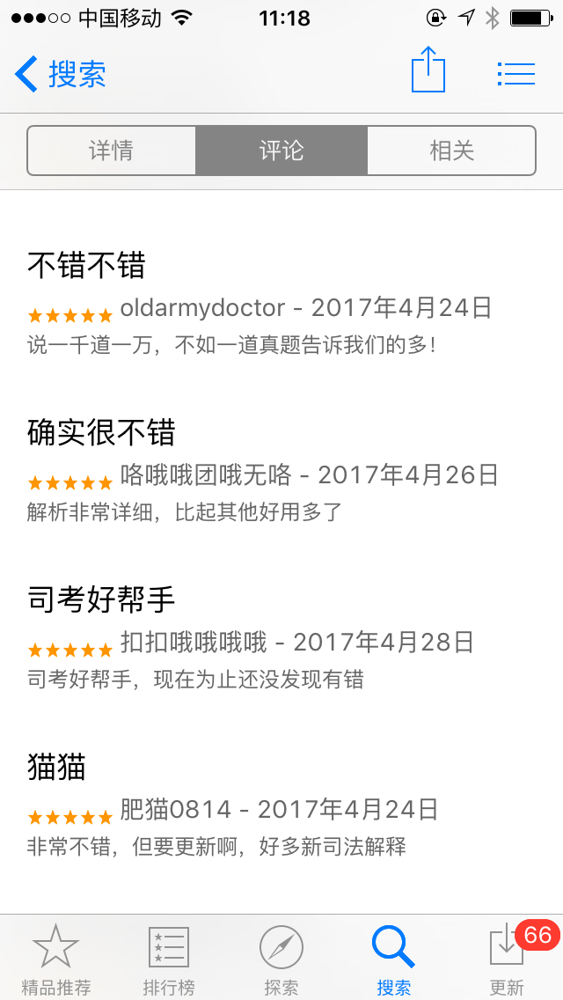 中国移动 11:18
搜索
详情 评论 相关
不错不错
oldarmydoctor - 2017年4月24日
说一千道一万，不如一道真题告诉我们的多！
确实很不错
咯哦哦团哦无咯 - 2017年4月26日
解析非常详细，比起其他好用多了
司考好帮手
扣扣哦哦哦哦 - 2017年4月28日
司考好帮手，现在为止还没发现有错
猫猫
肥猫0814 - 2017年4月24日
非常不错，但要更新啊，好多新司法解释
66
精品推荐 排行榜 探索 搜索 更新